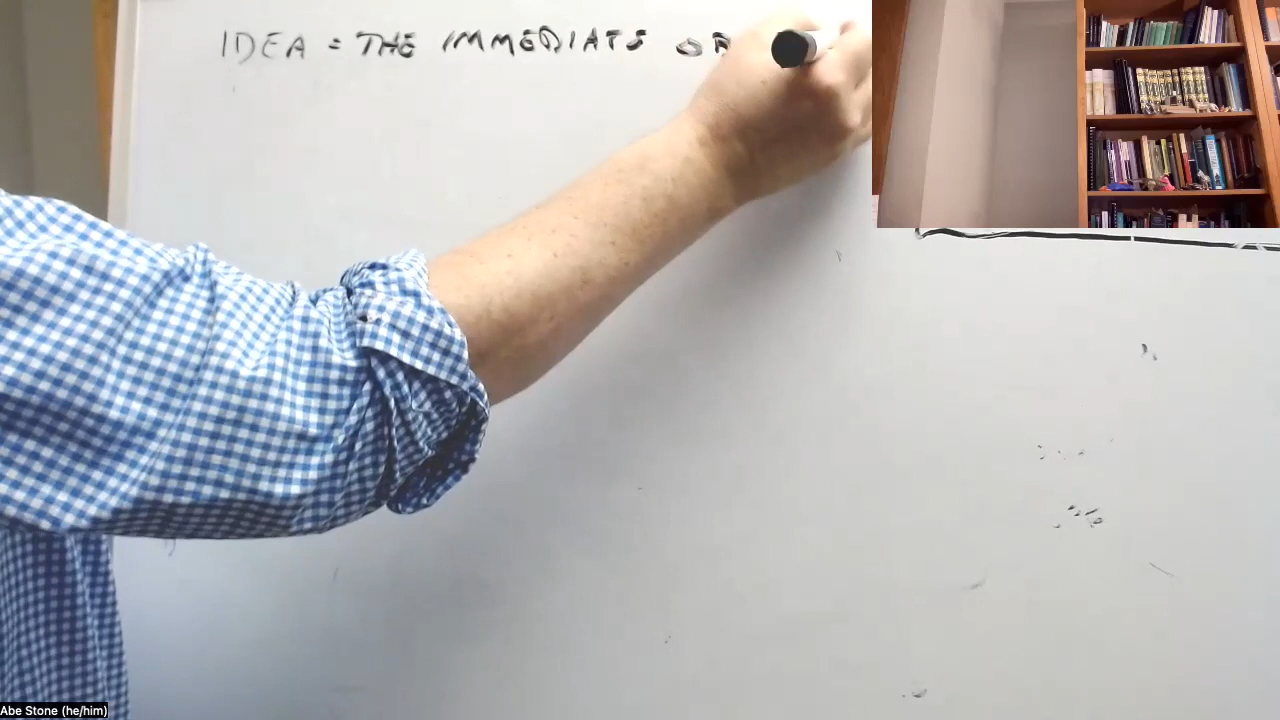 IDEA = THE IMMEDIATE
Abe Stone (he/him)